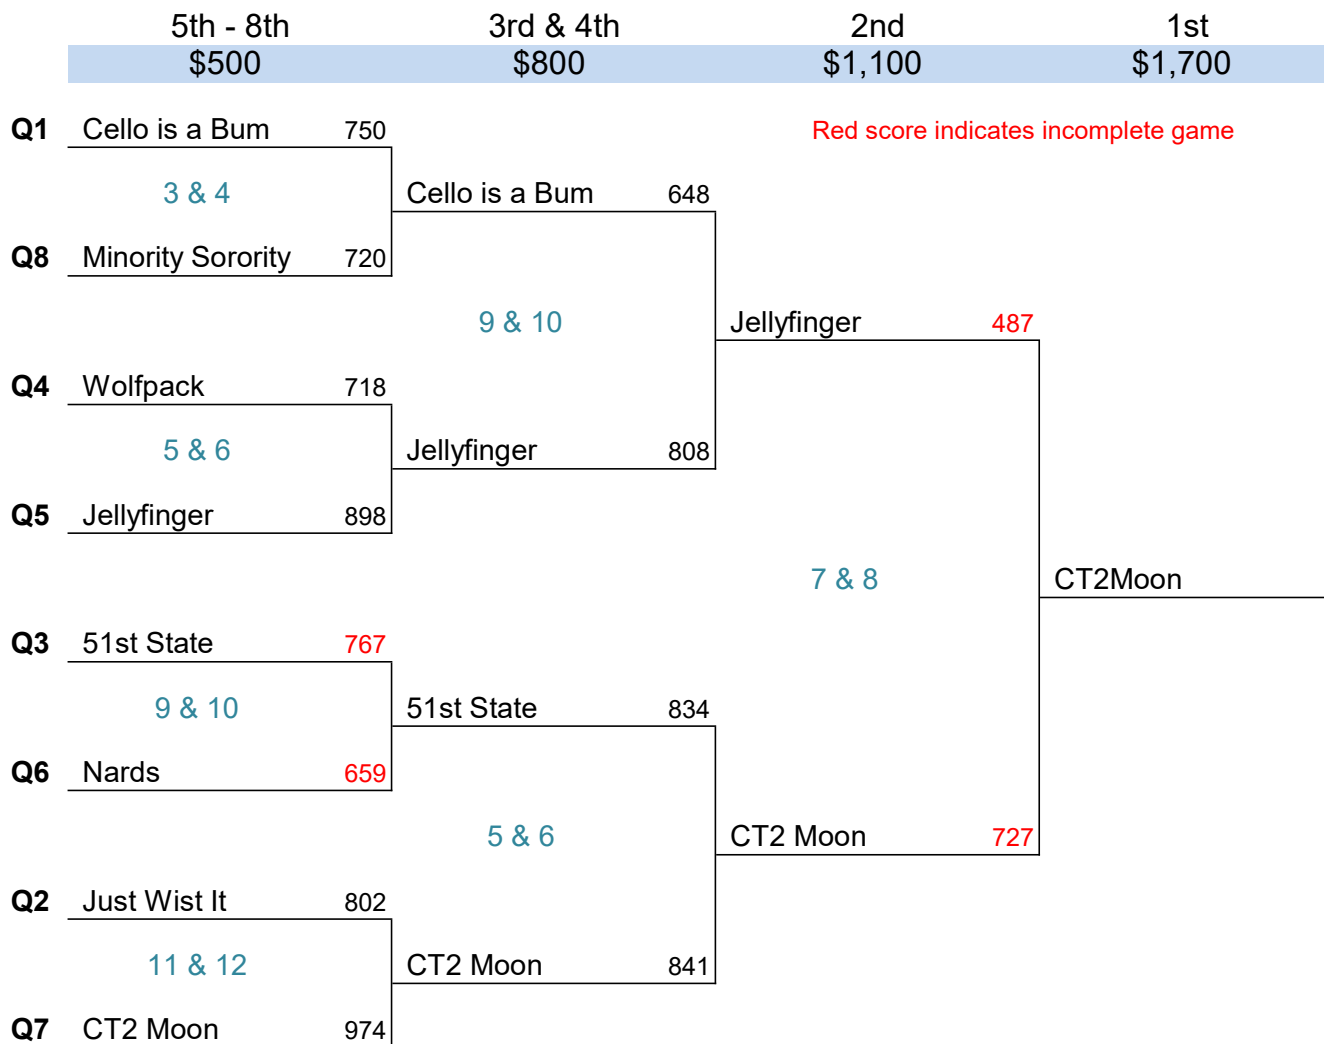 5th - 8th 3rd & 4th 2nd 1st
$500 $800 $1,100 $1,700
Q1 Cello is a Bum 750 Red score indicates incomplete game
3 & 4 Cello is a Bum 648
Q8 Minority Sorority 720
9 & 10 Jellyfinger 487
Q4 Wolfpack 718
5 & 6 Jellyfinger 808
Q5 Jellyfinger 898
7 & 8 CT2Moon
Q3 51st State 767
9 & 10 51st State 834
Q6 Nards 659
5 & 6 CT2 Moon 727
Q2 Just Wist It 802
11 & 12 CT2 Moon 841
Q7 CT2 Moon 974